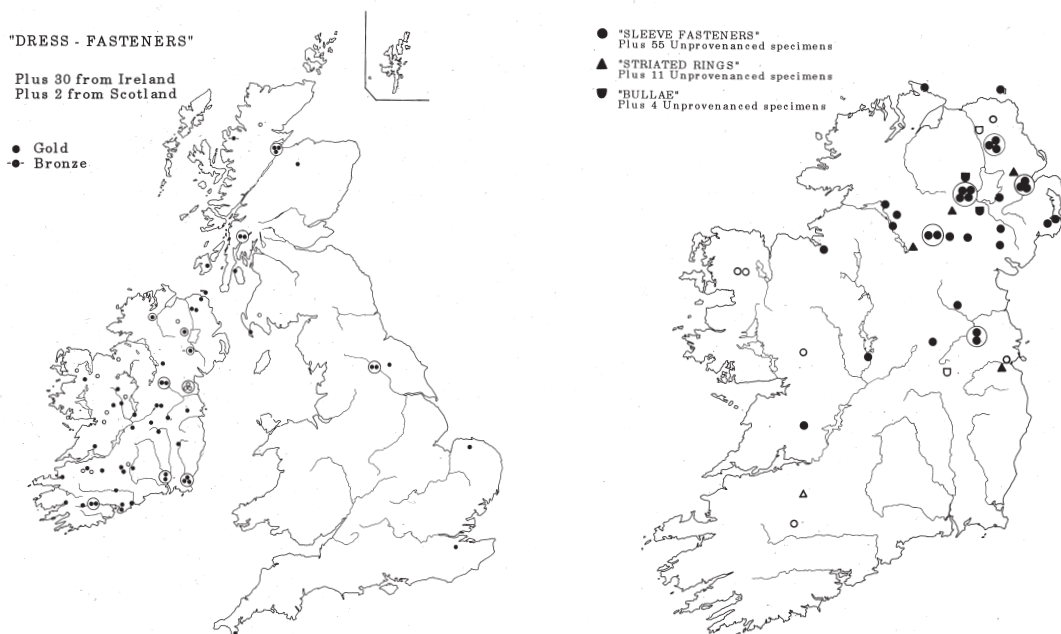 "DRESS - FASTENERS"
Plus 30 from Ireland
Plus 2 from Scotland
Gold
Bronze
"SLEEVE FASTENERS"
Plus 55 Unprovenanced specimens
"STRIATED RINGS"
Plus 11 Unprovenanced specimens
"BULLAE"
Plus 4 Unprovenanced specimens